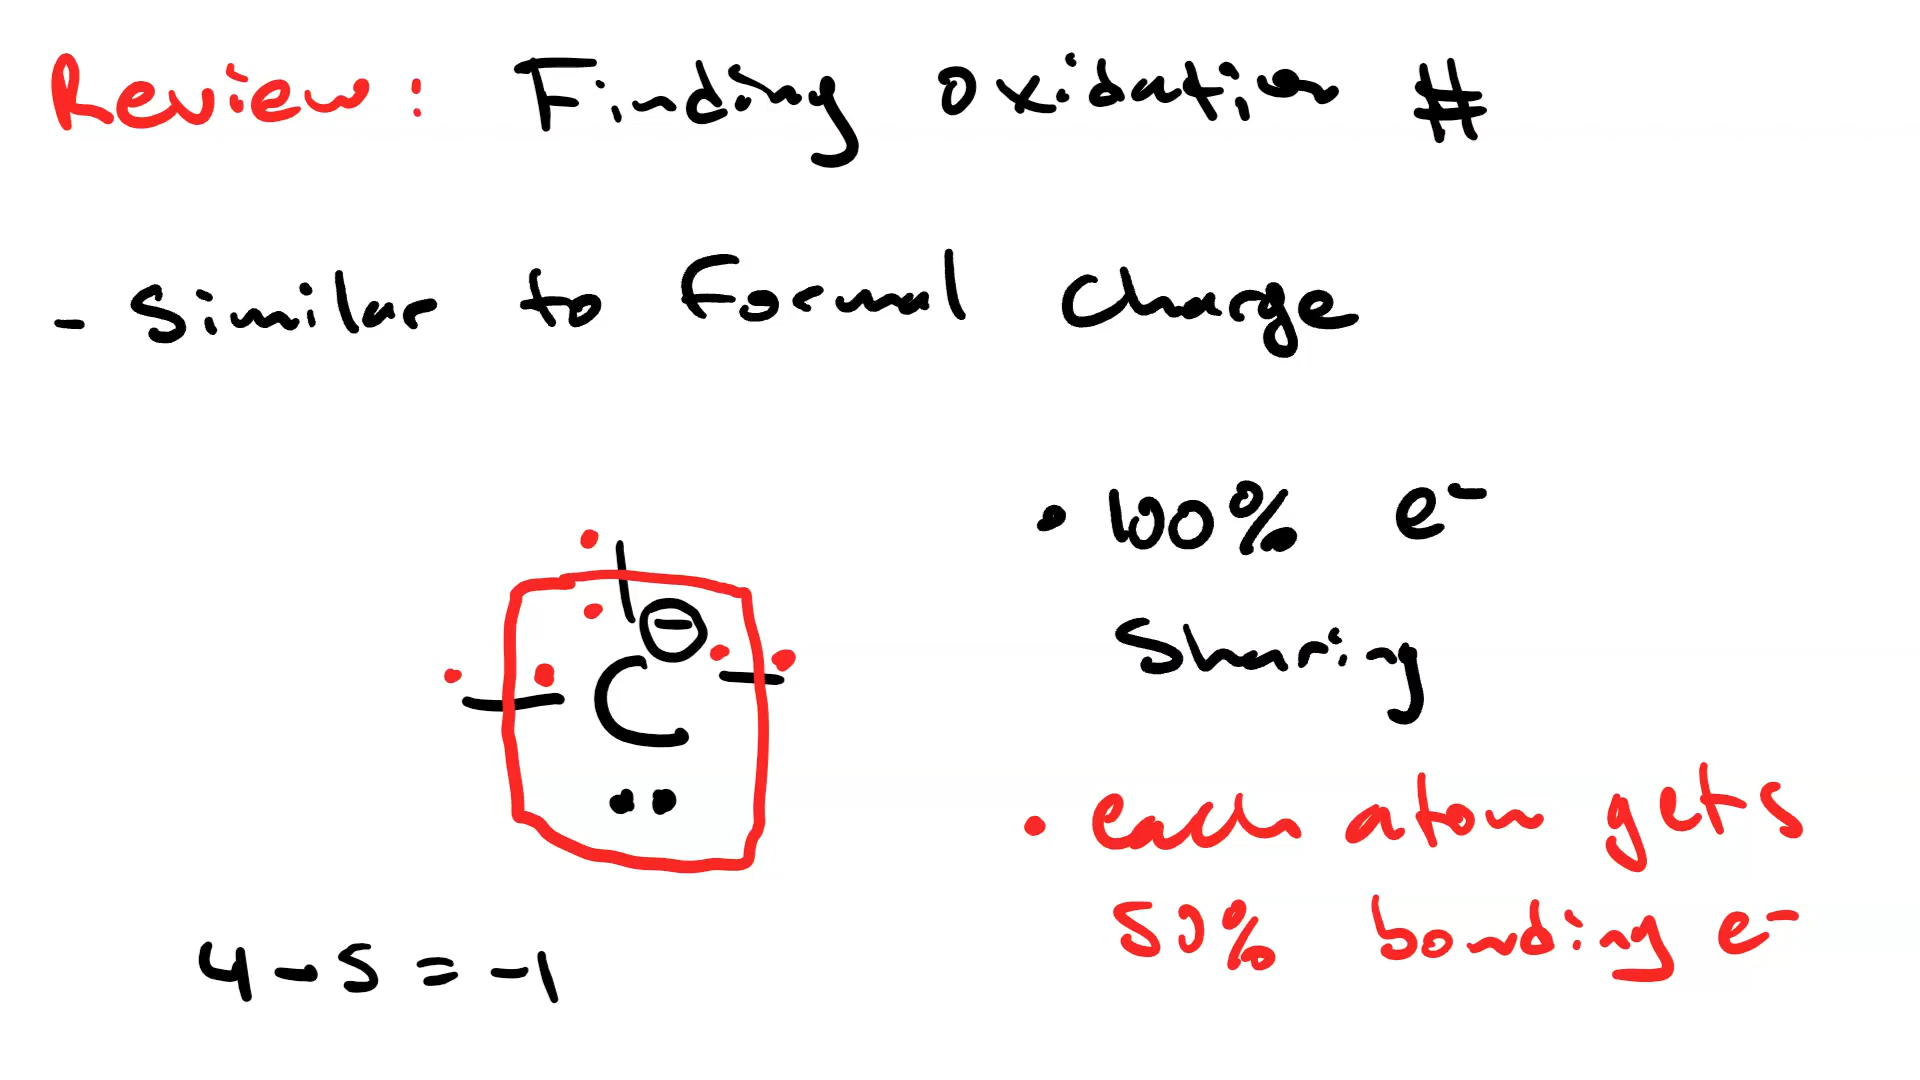 Review: Finding oxidation #
- Similar to Formal Charge
• 100% e⁻
Sharing
C ⊖
• each atom gets
50% bonding e⁻
4 - 5 = -1